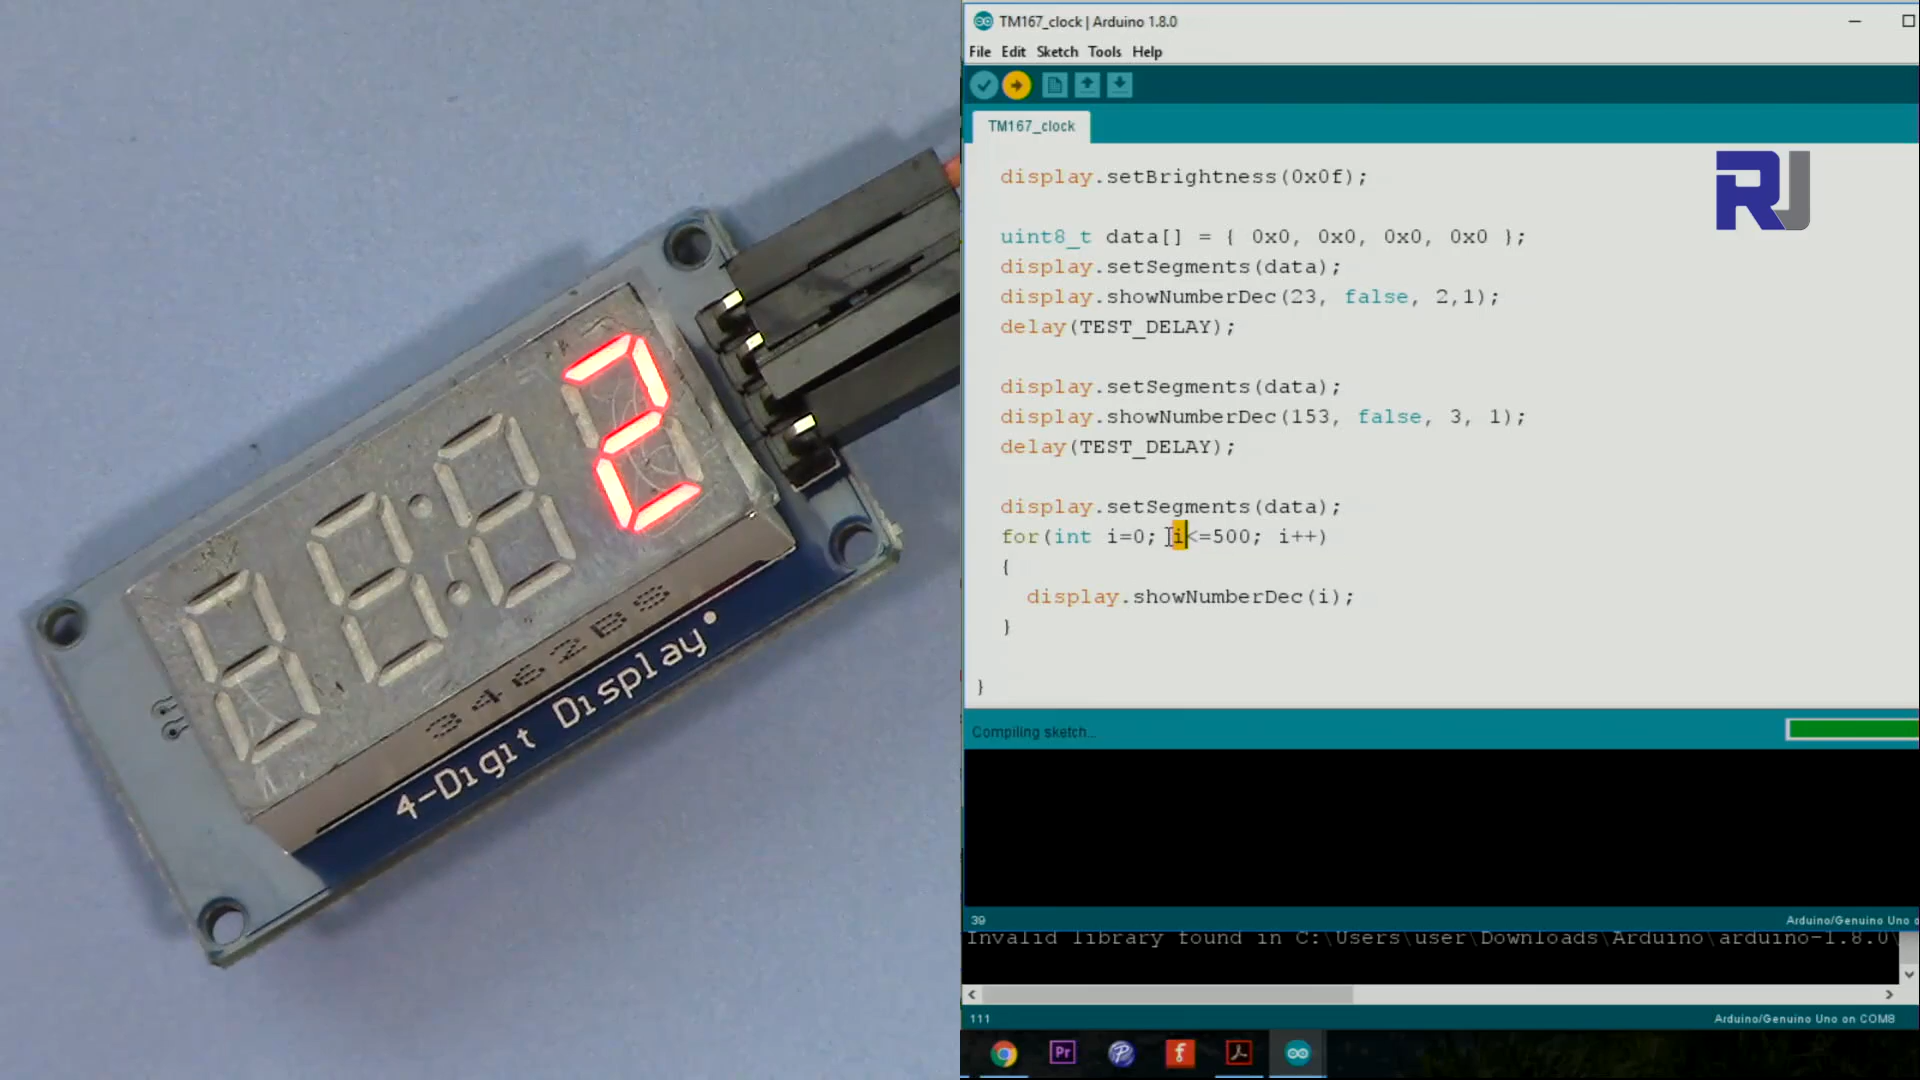 2
3462BS
4-Digit Display
TM167_clock | Arduino 1.8.0
File Edit Sketch Tools Help
TM167_clock
RJ
display.setBrightness(0x0f);
uint8_t data[] = { 0x0, 0x0, 0x0, 0x0 };
display.setSegments(data);
display.showNumberDec(23, false, 2,1);
delay(TEST_DELAY);
display.setSegments(data);
display.showNumberDec(153, false, 3, 1);
delay(TEST_DELAY);
display.setSegments(data);
for(int i=0; i<=500; i++)
{
display.showNumberDec(i);
}
}
Compiling sketch...
39
Arduino/Genuino Uno o
Invalid library found in C:\Users\user\Downloads\Arduino\arduino-1.8.0\
111
Arduino/Genuino Uno on COM8
Pr